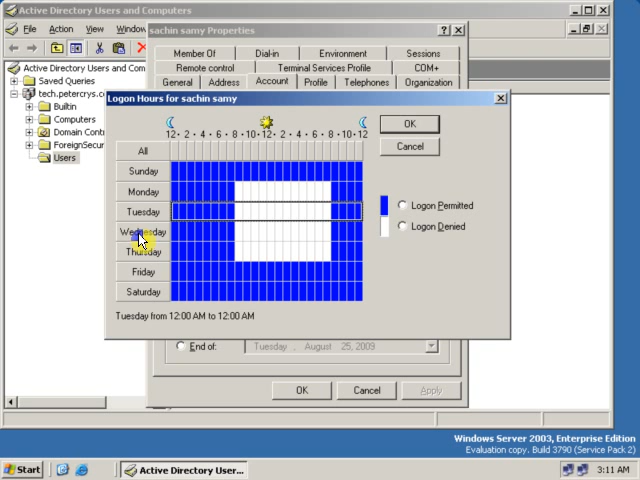 Active Directory Users and Computers
File Action View Window
sachin samy Properties
Member Of Dial-in Environment Sessions
Remote control Terminal Services Profile COM+
General Address Account Profile Telephones Organization
Active Directory Users and Com
Saved Queries
tech.petercrys.c
Builtin
Computers
Domain Contr
ForeignSecur
Users
Logon Hours for sachin samy
12 · 2 · 4 · 6 · 8 · 10 · 12 · 2 · 4 · 6 · 8 · 10 · 12
All
Sunday
Monday
Tuesday
Wednesday
Thursday
Friday
Saturday
OK
Cancel
Logon Permitted
Logon Denied
Tuesday from 12:00 AM to 12:00 AM
End of: Tuesday , August 25, 2009
OK Cancel Apply
Windows Server 2003, Enterprise Edition
Evaluation copy. Build 3790 (Service Pack 2)
Start Active Directory User... 3:11 AM